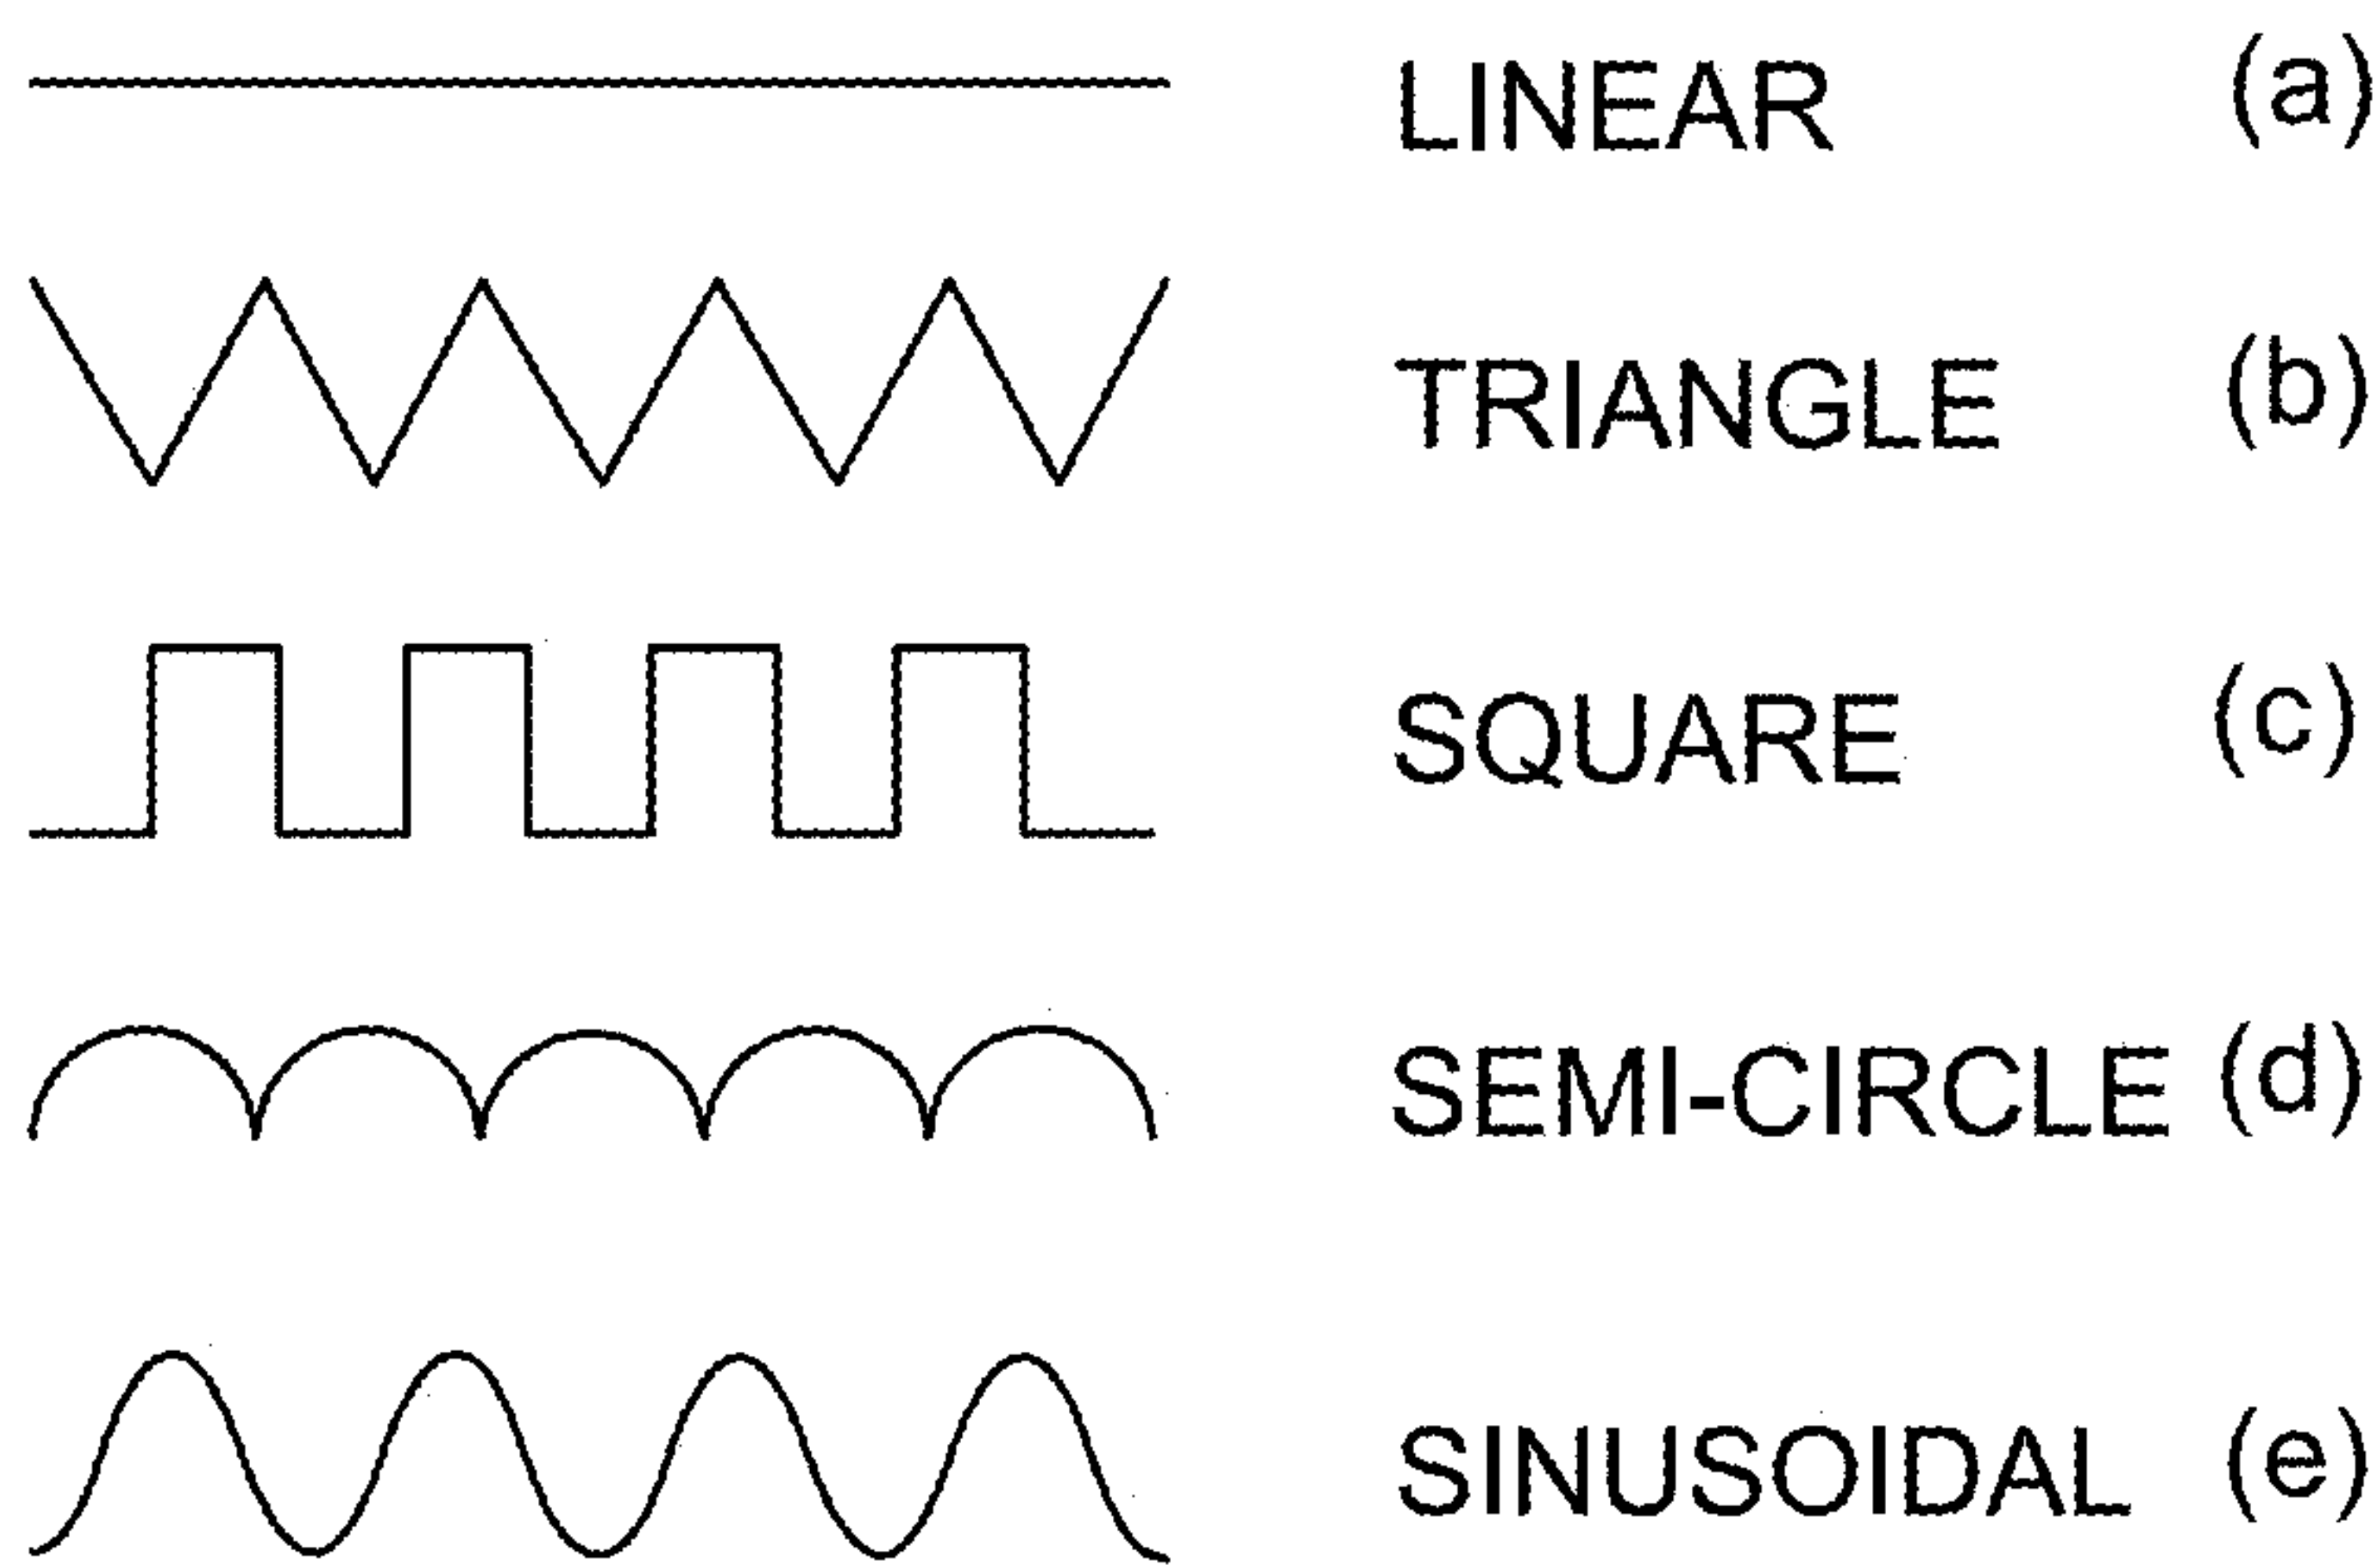 LINEAR (a)
TRIANGLE (b)
SQUARE (c)
SEMI-CIRCLE (d)
SINUSOIDAL (e)